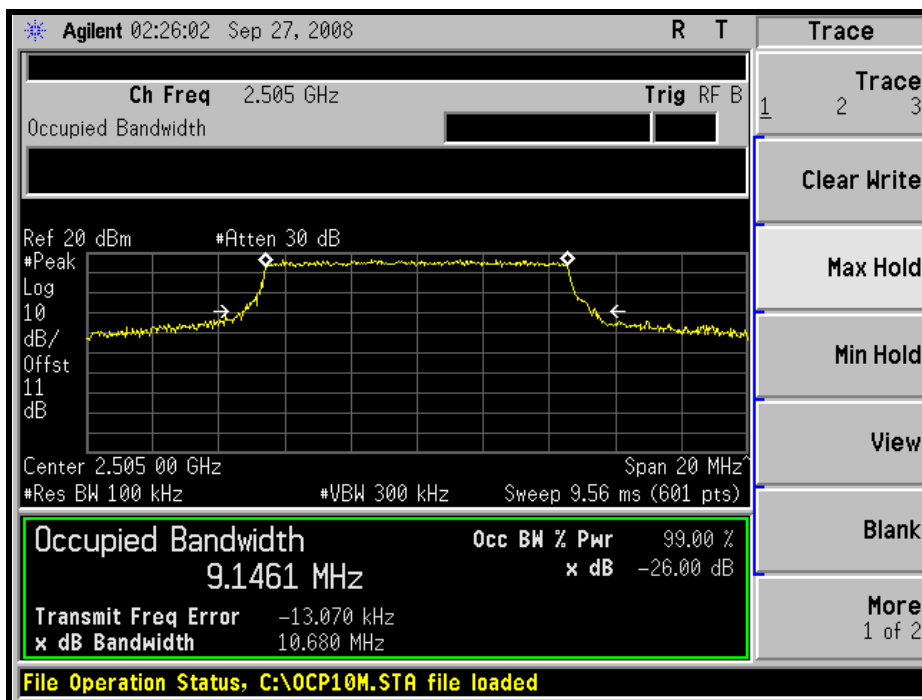 Agilent 02:26:02 Sep 27, 2008 R T
Trace
Ch Freq 2.505 GHz Trig RF B
Occupied Bandwidth
Trace
1 2 3
Clear Write
Max Hold
Min Hold
View
Blank
More
1 of 2
Ref 20 dBm #Atten 30 dB
#Peak
Log
10
dB/
Offst
11
dB
Center 2.505 00 GHz Span 20 MHz^
#Res BW 100 kHz #VBW 300 kHz Sweep 9.56 ms (601 pts)
Occupied Bandwidth Occ BW % Pwr 99.00 %
9.1461 MHz x dB -26.00 dB
Transmit Freq Error -13.070 kHz
x dB Bandwidth 10.680 MHz
File Operation Status, C:\OCP10M.STA file loaded